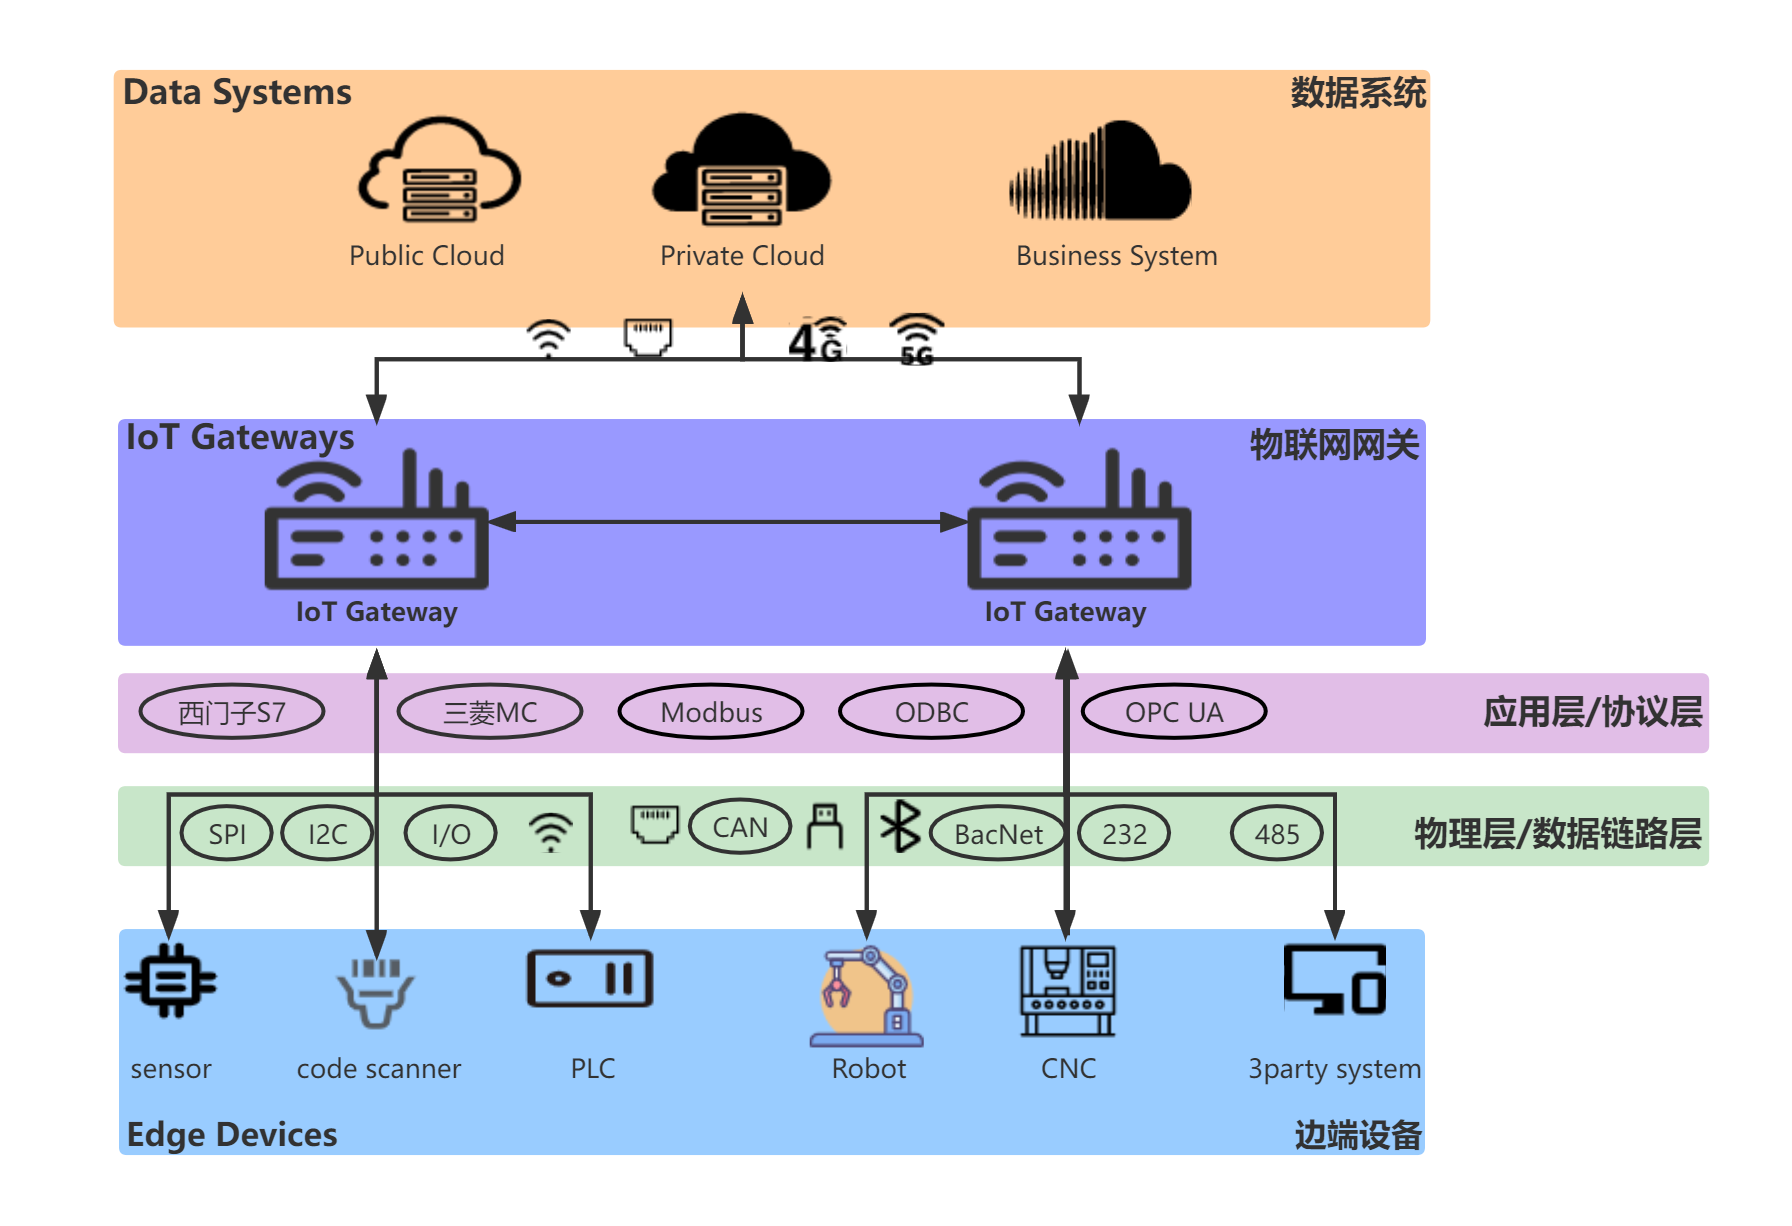 Data Systems
数据系统
Public Cloud
Private Cloud
Business System
4G
5G
IoT Gateways
物联网网关
IoT Gateway
IoT Gateway
西门子S7
三菱MC
Modbus
ODBC
OPC UA
应用层/协议层
SPI
I2C
I/O
CAN
BacNet
232
485
物理层/数据链路层
sensor
code scanner
PLC
Robot
CNC
3party system
Edge Devices
边端设备